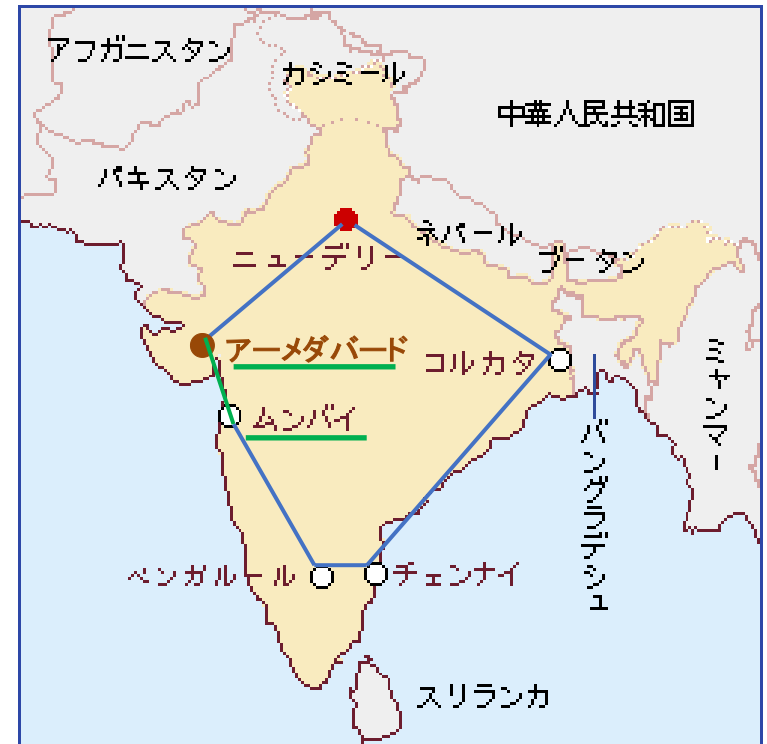 アフガニスタン
カシミール
中華人民共和国
パキスタン
ネパール
ニューデリー
ブータン
アーメダバード
コルカタ
ミャンマー
ムンバイ
バングラデシュ
ベンガルール
チェンナイ
スリランカ